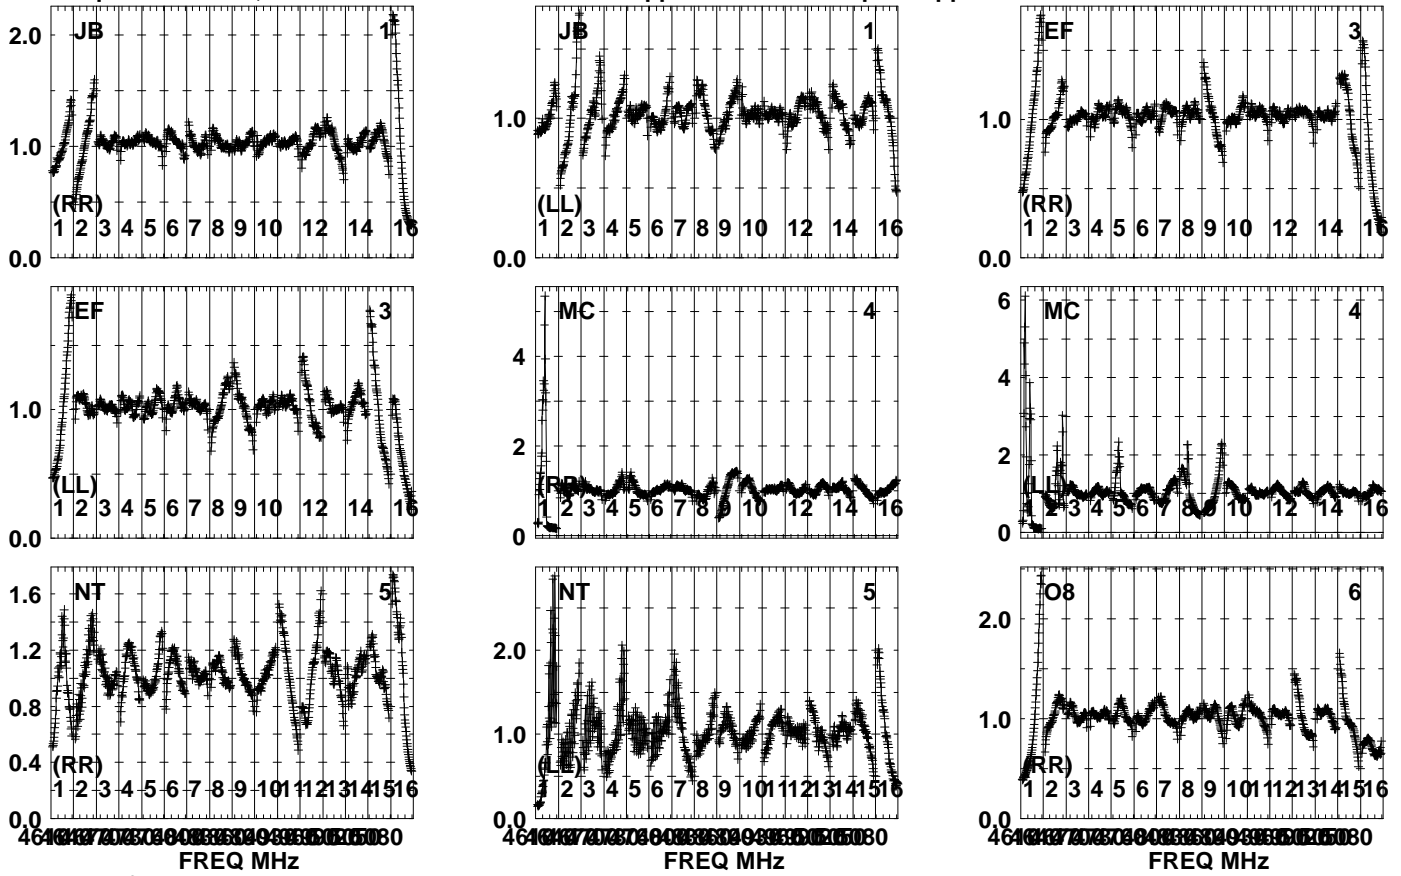 JB 1
2.0
1.0
(RR)
1 2 3 4 5 6 7 8 9 10 12 14 16
0.0
JB 1
1.0
(LL)
1 2 3 4 5 6 7 8 9 10 12 14 16
0.0
EF 3
1.0
(RR)
1 2 3 4 5 6 7 8 9 10 12 14 16
0.0
EF 3
1.0
(LL)
1 2 3 4 5 6 7 8 9 10 12 14 16
0.0
MC 4
4
2
(RR)
1 2 3 4 5 6 7 8 9 10 12 14 16
0
MC 4
6
4
2
(LL)
2 3 4 5 6 7 8 9 10 12 14 16
0
NT 5
1.6
1.2
0.8
(RR)
0.4
1 2 3 4 5 6 7 8 9 10 11 12 13 14 15 16
0.0
FREQ MHz
NT 5
2.0
1.0
(LL)
2 3 4 5 6 7 8 9 10 11 12 13 14 15 16
0.0
FREQ MHz
O8 6
2.0
1.0
(RR)
1 2 3 4 5 6 7 8 9 10 11 12 13 14 15 16
0.0
FREQ MHz